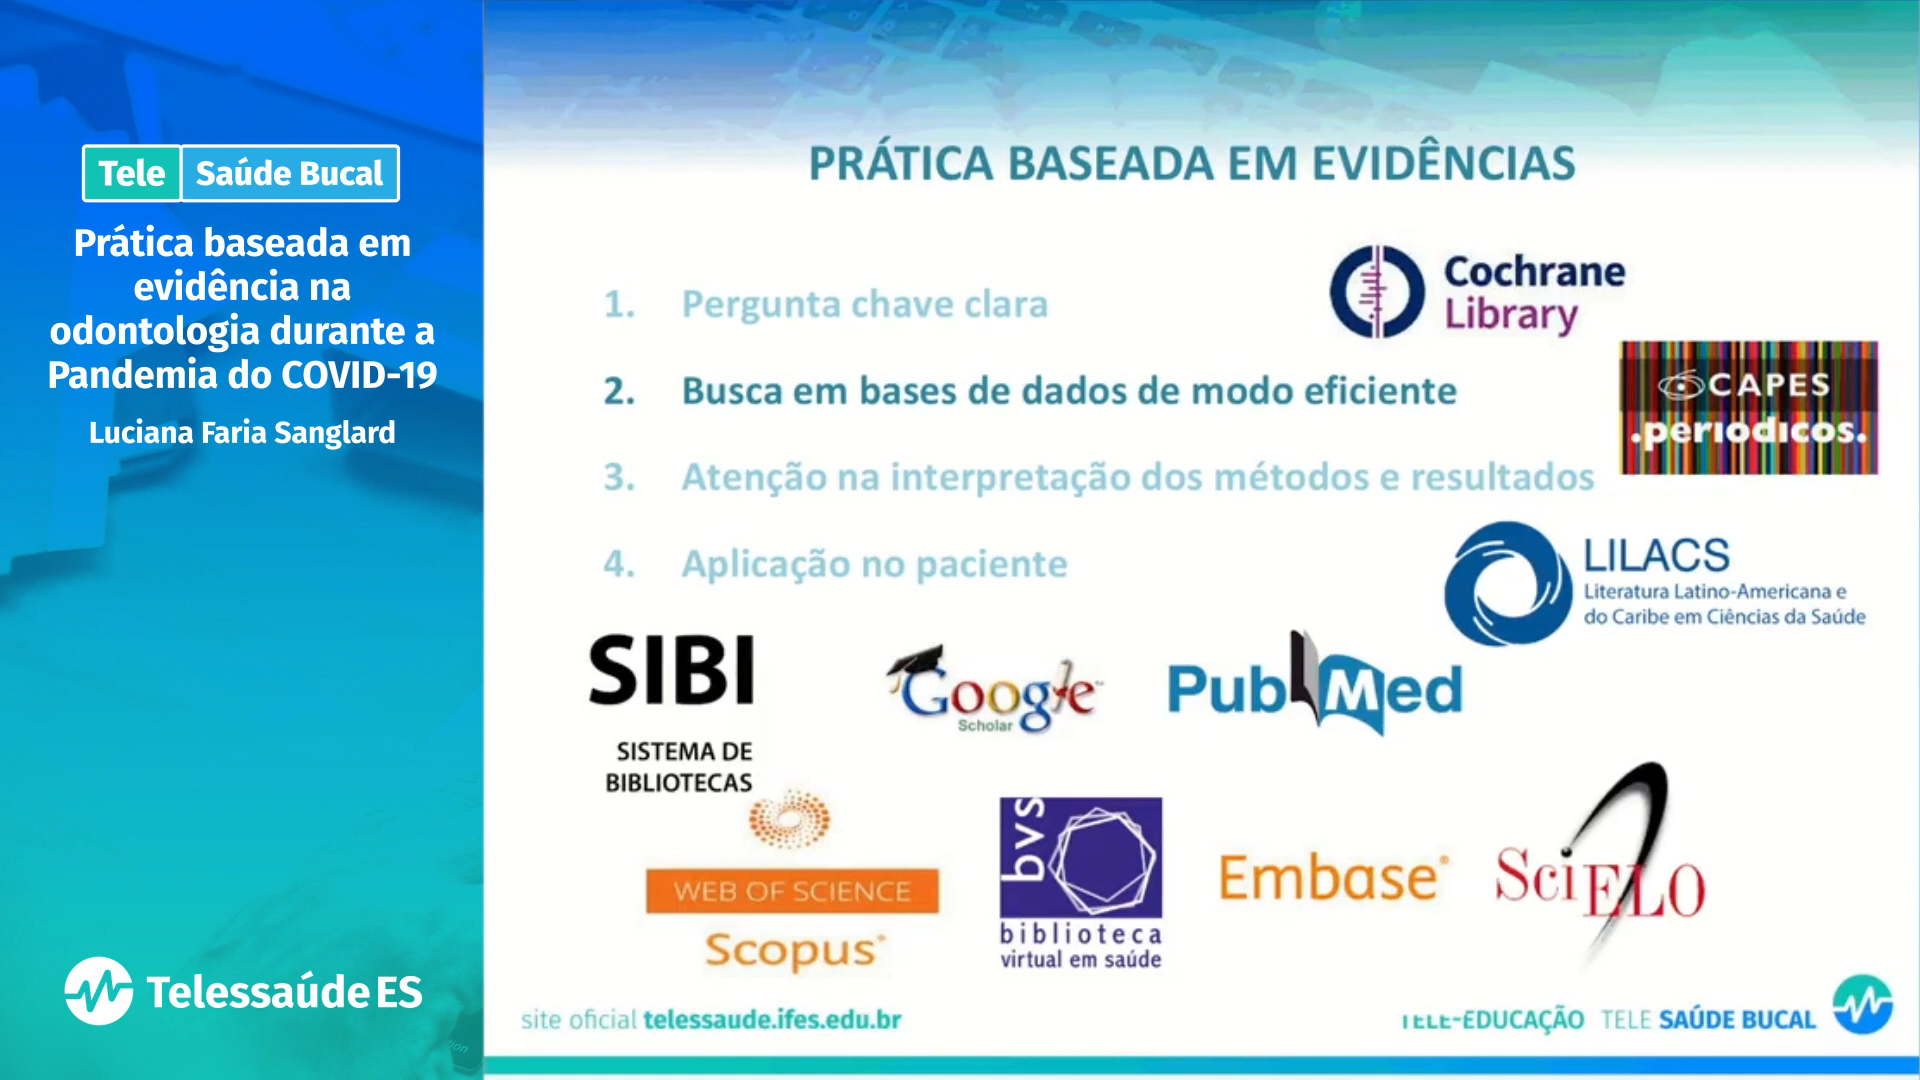 Tele Saúde Bucal
Prática baseada em
evidência na
odontologia durante a
Pandemia do COVID-19
Luciana Faria Sanglard
Telessaúde ES
PRÁTICA BASEADA EM EVIDÊNCIAS
1. Pergunta chave clara
2. Busca em bases de dados de modo eficiente
3. Atenção na interpretação dos métodos e resultados
4. Aplicação no paciente
Cochrane
Library
CAPES
.periodicos.
LILACS
Literatura Latino-Americana e
do Caribe em Ciências da Saúde
SIBI
SISTEMA DE
BIBLIOTECAS
Google
Scholar
PubMed
WEB OF SCIENCE
Scopus®
bvs
biblioteca
virtual em saúde
Embase®
SciELO
site oficial telessaude.ifes.edu.br
TELE-EDUCAÇÃO TELE SAÚDE BUCAL